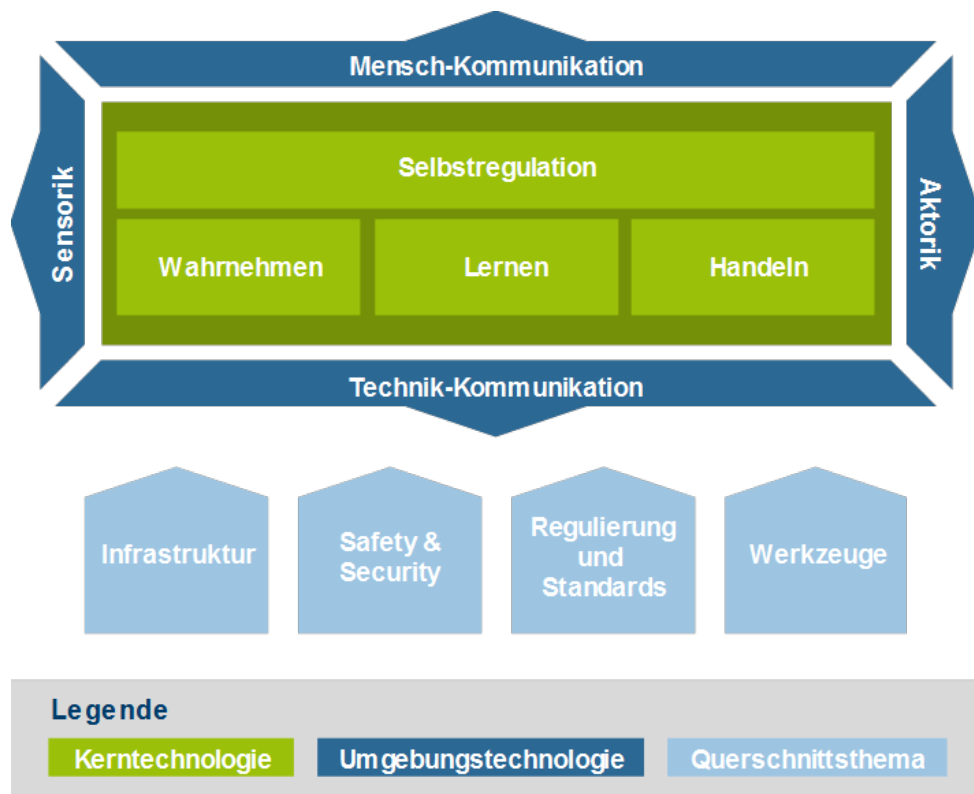 Mensch-Kommunikation
Sensorik
Selbstregulation
Wahrnehmen
Lernen
Handeln
Aktorik
Technik-Kommunikation
Infrastruktur
Safety &
Security
Regulierung
und
Standards
Werkzeuge
Legende
Kerntechnologie
Umgebungstechnologie
Querschnittsthema